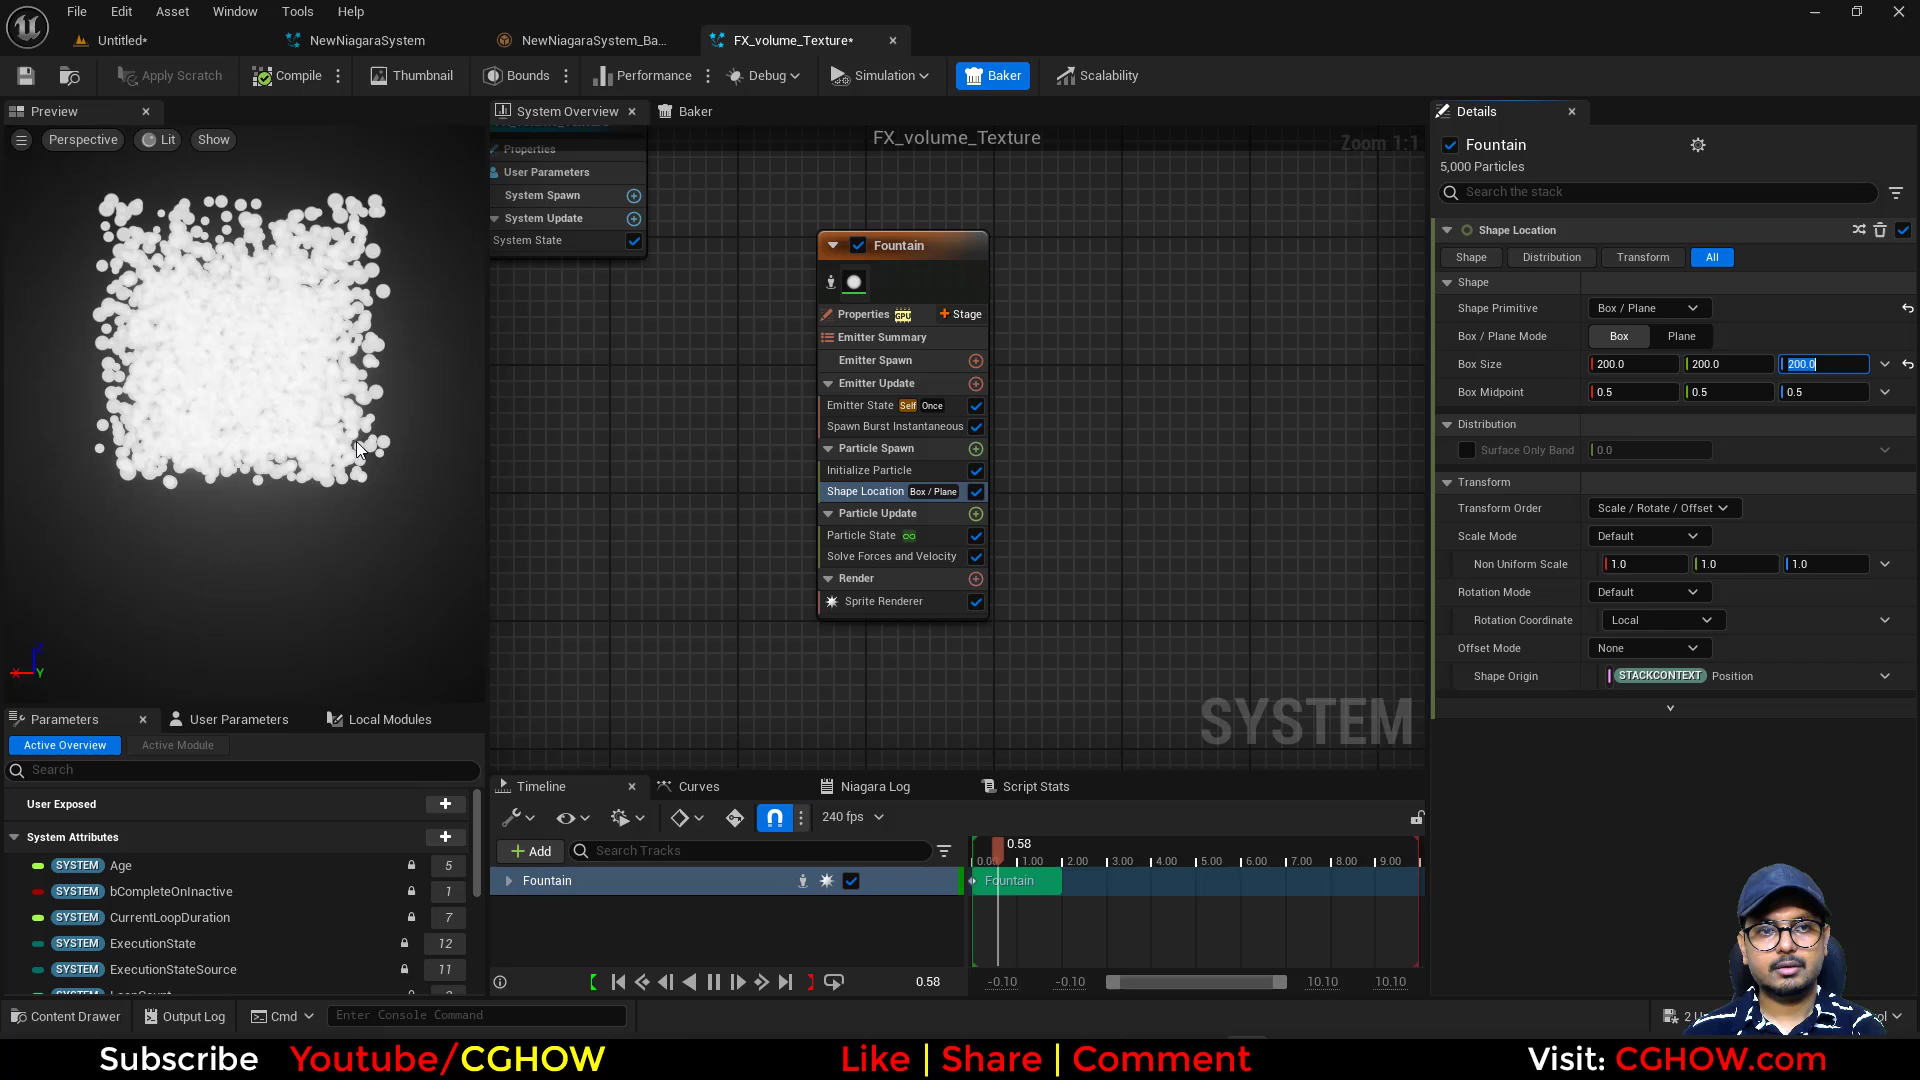 File Edit Asset Window Tools Help
Untitled* NewNiagaraSystem NewNiagaraSystem_Ba... FX_volume_Texture*
Apply Scratch Compile Thumbnail Bounds Performance Debug Simulation Baker Scalability
Preview System Overview Baker Details
Perspective Lit Show
FX_volume_Texture
Zoom 1:1
Properties
User Parameters
System Spawn
System Update
System State
Fountain
Properties GPU Stage
Emitter Summary
Emitter Spawn
Emitter Update
Emitter State Self Once
Spawn Burst Instantaneous
Particle Spawn
Initialize Particle
Shape Location Box / Plane
Particle Update
Particle State
Solve Forces and Velocity
Render
Sprite Renderer
SYSTEM
Fountain
5,000 Particles
Search the stack
Shape Location
Shape Distribution Transform All
Shape
Shape Primitive Box / Plane
Box / Plane Mode Box Plane
Box Size 200.0 200.0 200.0
Box Midpoint 0.5 0.5 0.5
Distribution
Surface Only Band 0.0
Transform
Transform Order Scale / Rotate / Offset
Scale Mode Default
Non Uniform Scale 1.0 1.0 1.0
Rotation Mode Default
Rotation Coordinate Local
Offset Mode None
Shape Origin STACKCONTEXT Position
Z
X Y
Parameters User Parameters Local Modules
Active Overview Active Module
Search
User Exposed
System Attributes
SYSTEM Age 5
SYSTEM bCompleteOnInactive 1
SYSTEM CurrentLoopDuration 7
SYSTEM ExecutionState 12
SYSTEM ExecutionStateSource 11
Timeline Curves Niagara Log Script Stats
240 fps
Add Search Tracks
0.58
0.00 1.00 2.00 3.00 4.00 5.00 6.00 7.00 8.00 9.00
Fountain Fountain
0.58 -0.10 -0.10 10.10 10.10
Content Drawer Output Log Cmd Enter Console Command
Subscribe Youtube/CGHOW Like | Share | Comment Visit: CGHOW.com